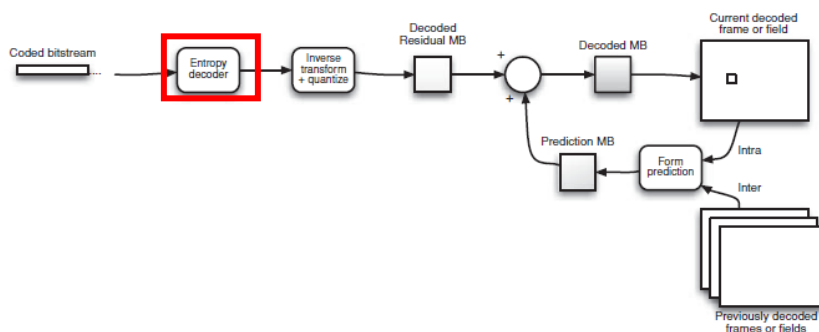 Coded bitstream
Entropy
decoder
Inverse
transform
+ quantize
Decoded
Residual MB
+
+
Decoded MB
Current decoded
frame or field
Prediction MB
Form
prediction
Intra
Inter
Previously decoded
frames or fields